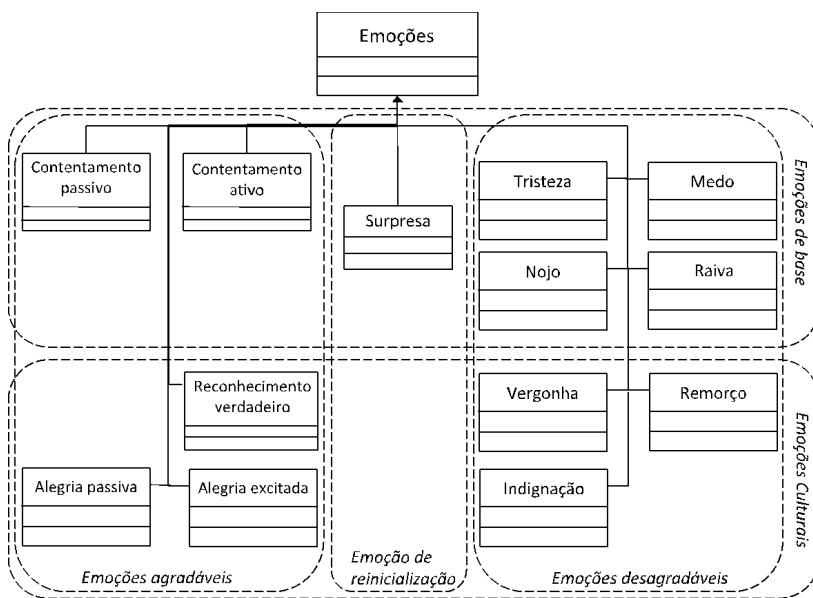 Emoções
Contentamento
passivo
Contentamento
ativo
Surpresa
Tristeza
Medo
Nojo
Raiva
Emoções de base
Reconhecimento
verdadeiro
Vergonha
Remorço
Alegria passiva
Alegria excitada
Indignação
Emoções Culturais
Emoções agradáveis
Emoção de
reinicialização
Emoções desagradáveis